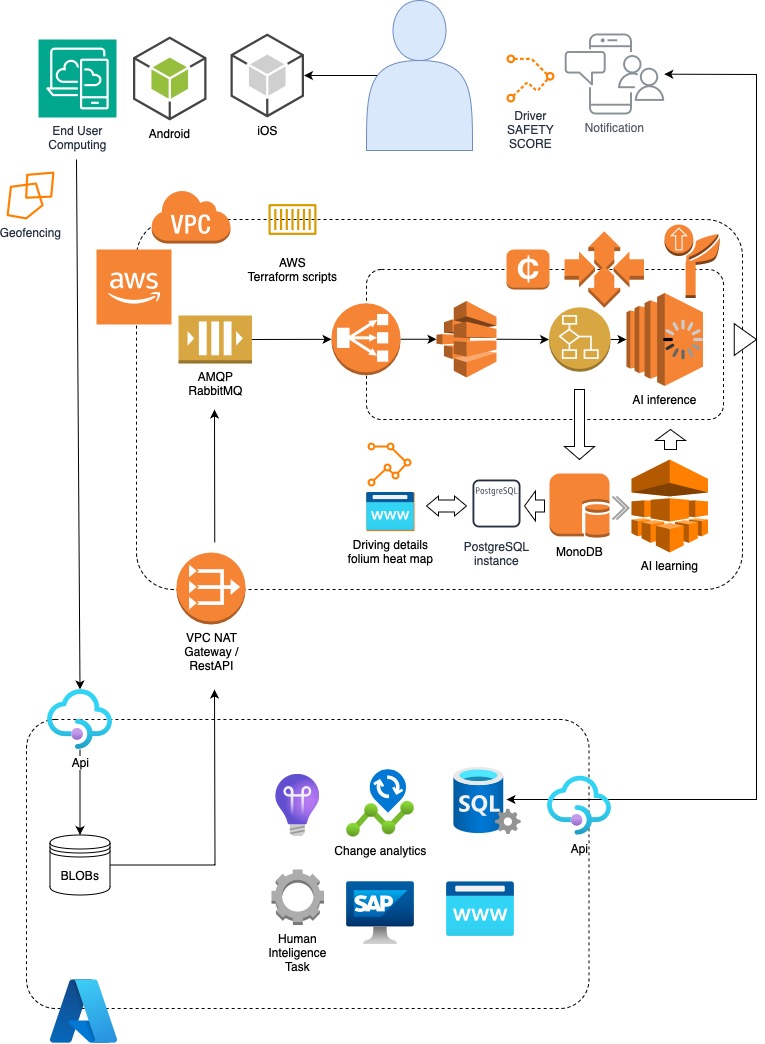 End User
Computing
Android
iOS
Driver
SAFETY
SCORE
Notification
Geofencing
VPC
AWS
Terraform scripts
aws
AMQP
RabbitMQ
AI inference
PostgreSQL
www
Driving details
folium heat map
PostgreSQL
instance
MonoDB
AI learning
VPC NAT
Gateway /
RestAPI
Api
SQL
Change analytics
Api
BLOBs
SAP
www
Human
Inteligence
Task